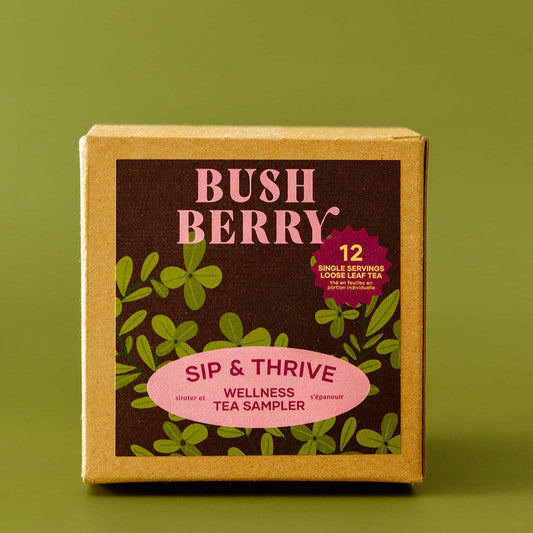 BUSH
BERRY
12
SINGLE SERVINGS
LOOSE LEAF TEA
thé en feuilles en
portion individuelle
SIP & THRIVE
siroter et
s'épanouir
WELLNESS
TEA SAMPLER